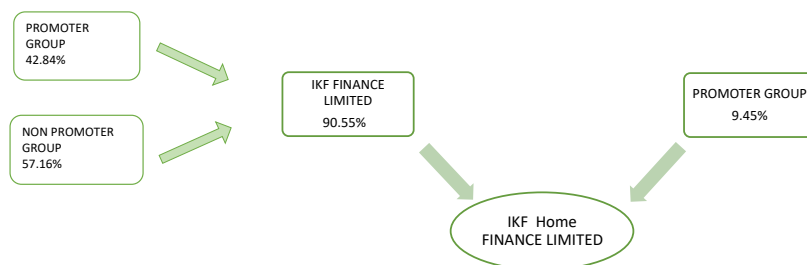 PROMOTER
GROUP
42.84%
NON PROMOTER
GROUP
57.16%
IKF FINANCE
LIMITED
90.55%
PROMOTER GROUP
9.45%
IKF Home
FINANCE LIMITED